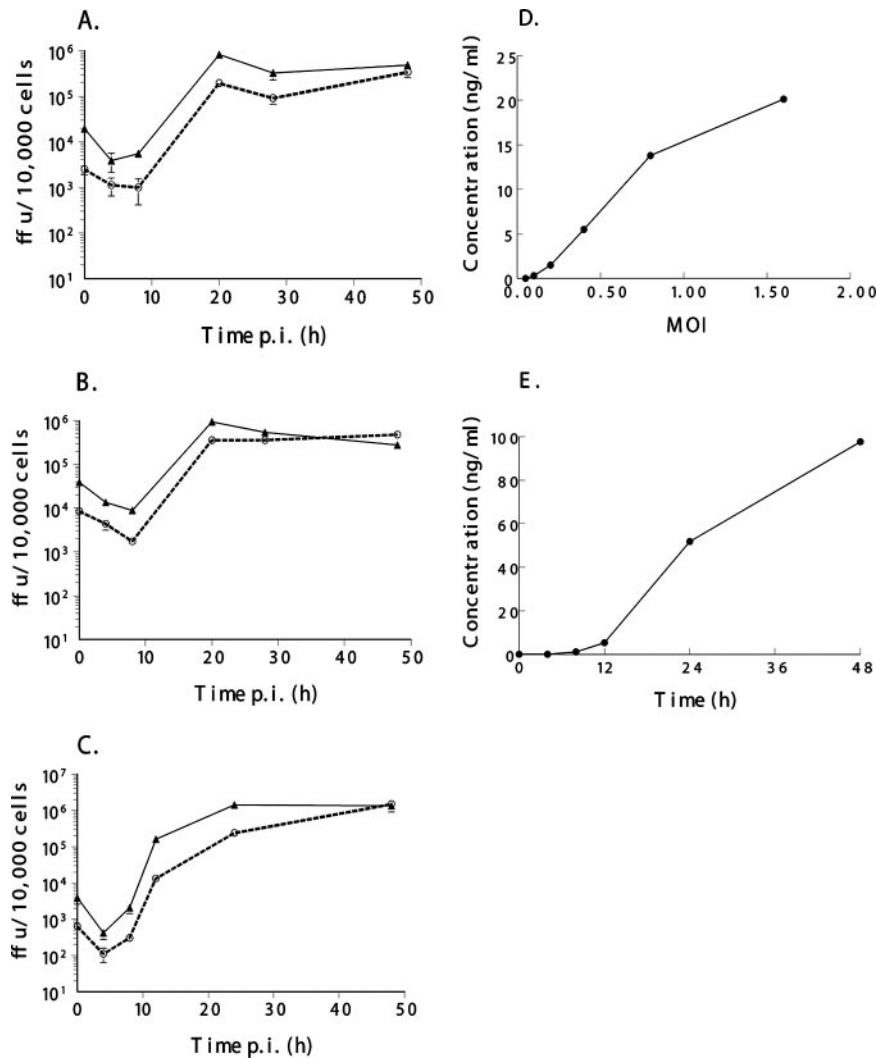 A.
10⁶
10⁵
10⁴
10³
10²
10¹
ffu/10,000 cells
0 10 20 30 40 50
Time p.i. (h)
B.
10⁶
10⁵
10⁴
10³
10²
10¹
ffu/10,000 cells
0 10 20 30 40 50
Time p.i. (h)
C.
10⁷
10⁶
10⁵
10⁴
10³
10²
10¹
ffu/10,000 cells
0 10 20 30 40 50
Time p.i. (h)
D.
25
20
15
10
5
0
Concentration (ng/ml)
0.00 0.50 1.00 1.50 2.00
MOI
E.
100
80
60
40
20
0
Concentration (ng/ml)
0 12 24 36 48
Time (h)